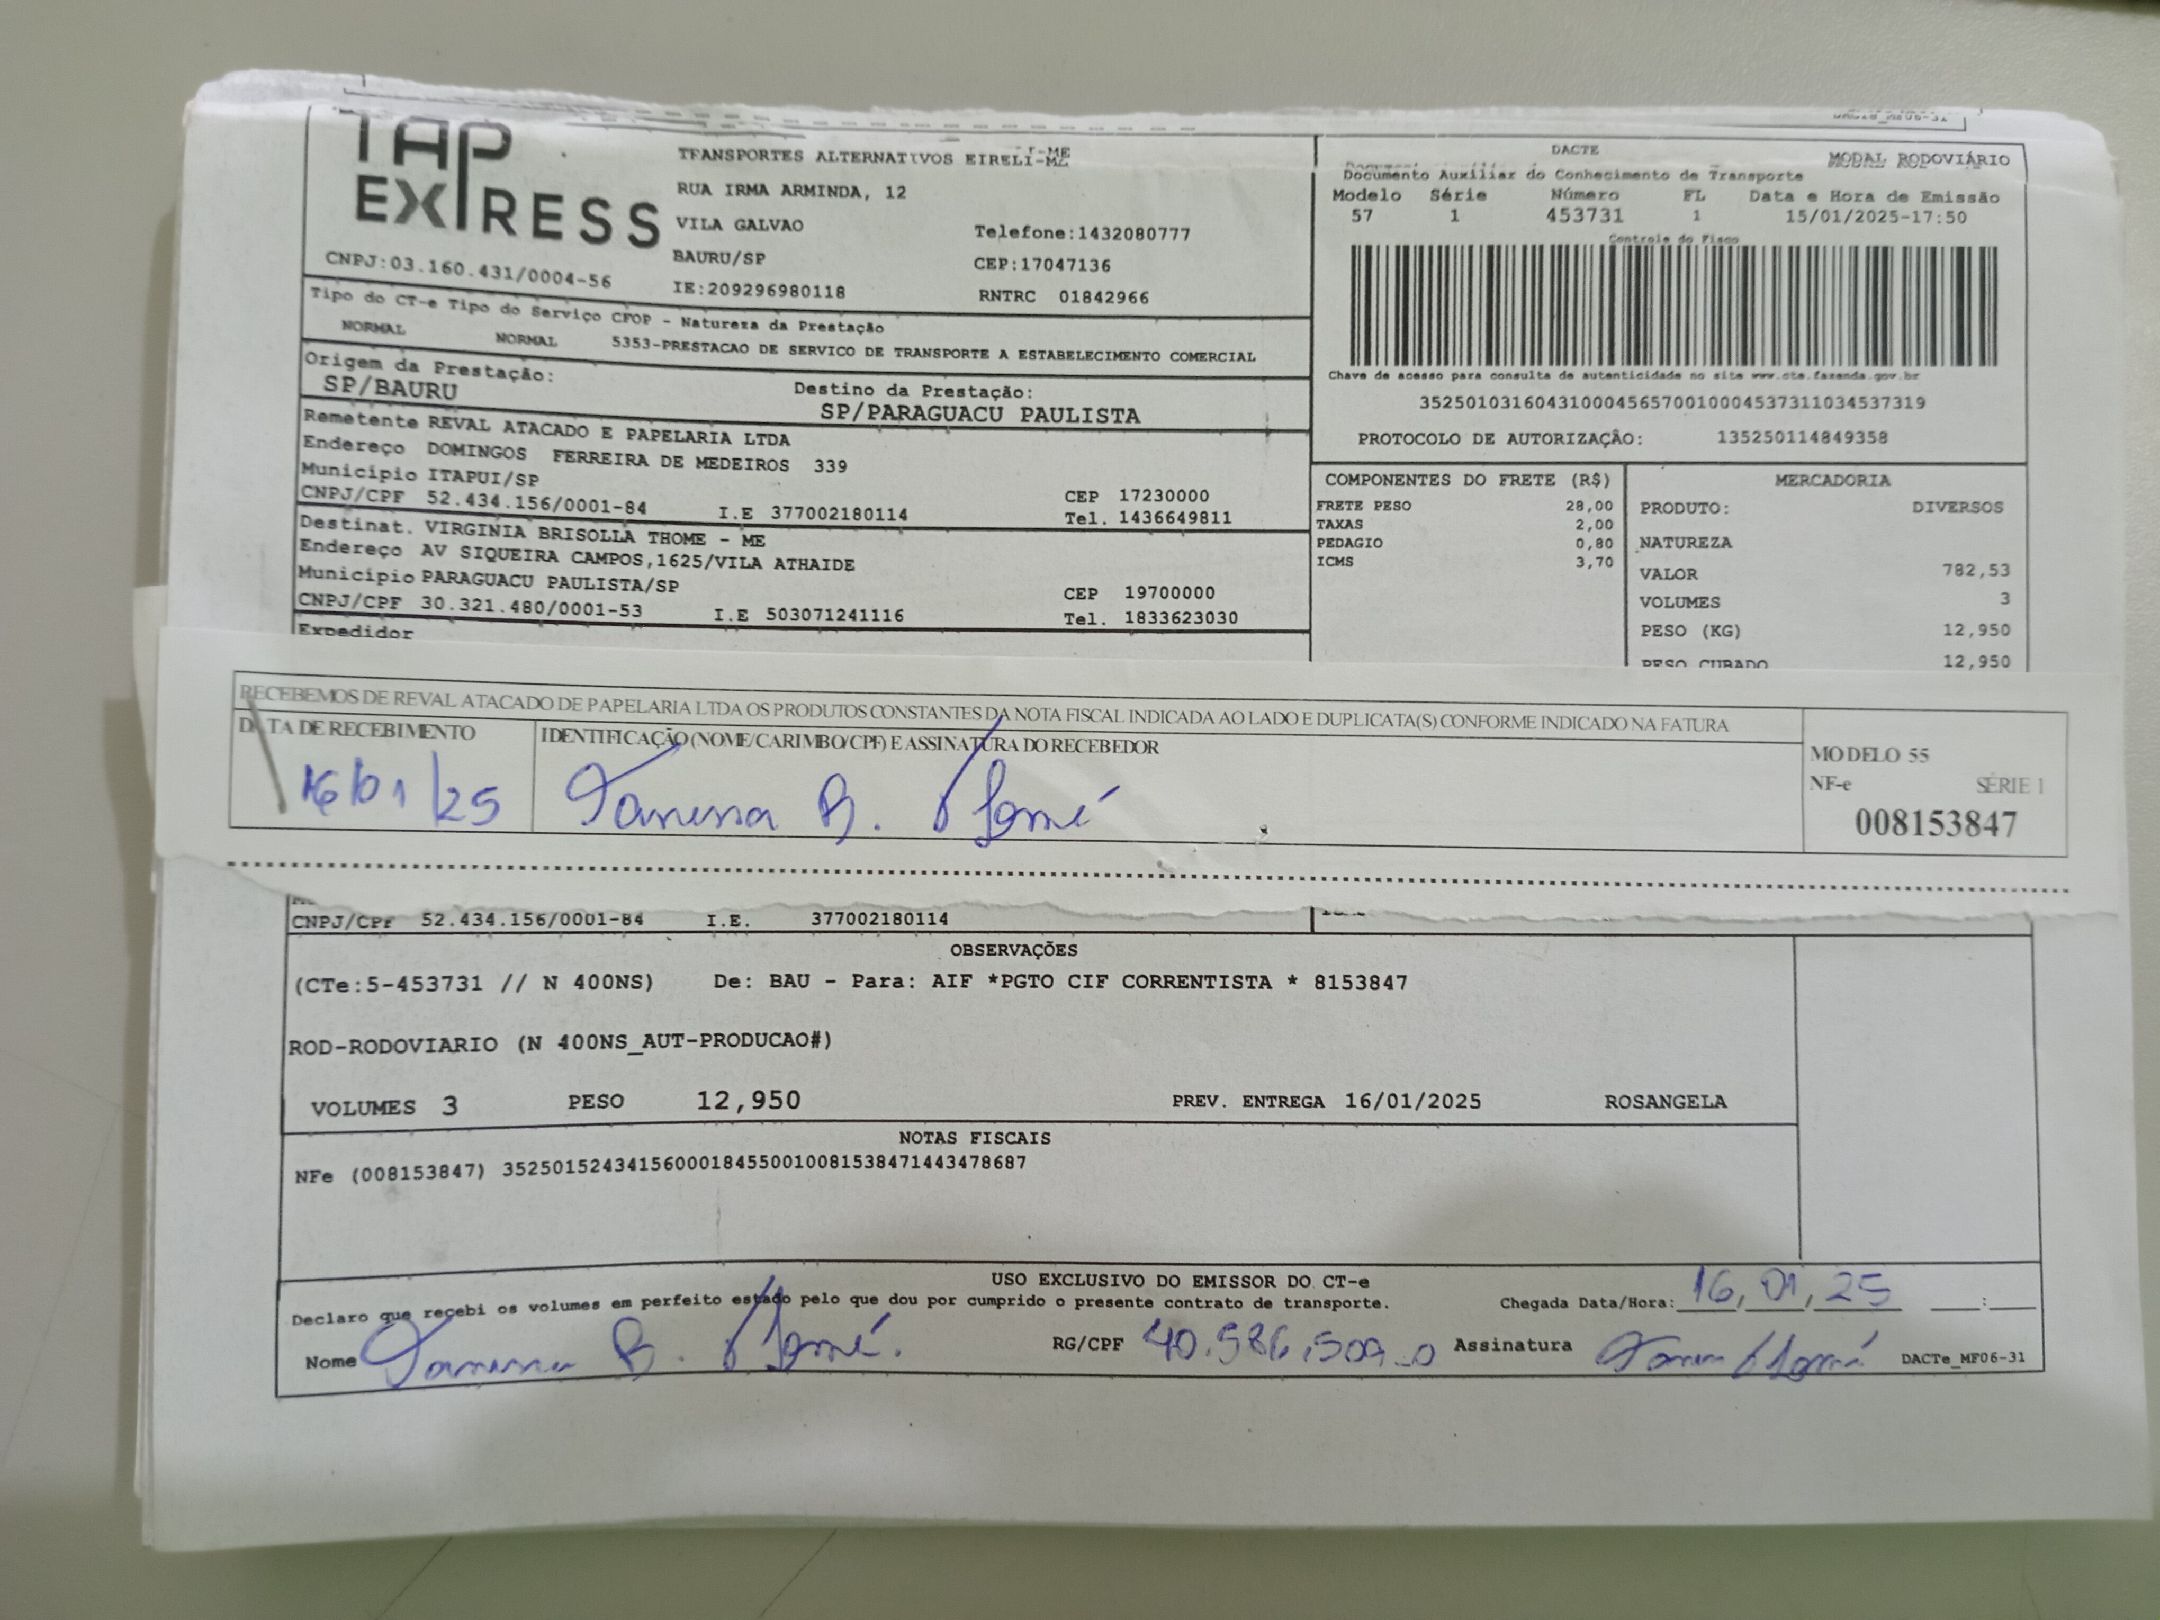 TAP
EXPRESS
CNPJ:03.160.431/0004-56
TRANSPORTES ALTERNATIVOS EIRELI-ME
RUA IRMA ARMINDA, 12
VILA GALVAO
Telefone:1432080777
BAURU/SP
CEP:17047136
IE:209296980118
RNTRC 01842966
DACTE
MODAL RODOVIÁRIO
Documento Auxiliar do Conhecimento de Transporte
Modelo Série Número FL Data e Hora de Emissão
57 1 453731 1 15/01/2025-17:50
Controle do Fisco
Chave de acesso para consulta de autenticidade no site www.cte.fazenda.gov.br
35250103160431000456570010004537311034537319
PROTOCOLO DE AUTORIZAÇÃO: 135250114849358
Tipo do CT-e Tipo do Serviço CFOP - Natureza da Prestação
NORMAL NORMAL 5353-PRESTACAO DE SERVICO DE TRANSPORTE A ESTABELECIMENTO COMERCIAL
Origem da Prestação: Destino da Prestação:
SP/BAURU SP/PARAGUACU PAULISTA
Remetente REVAL ATACADO E PAPELARIA LTDA
Endereço DOMINGOS FERREIRA DE MEDEIROS 339
Municipio ITAPUI/SP CEP 17230000
CNPJ/CPF 52.434.156/0001-84 I.E 377002180114 Tel. 1436649811
Destinat. VIRGINIA BRISOLLA THOME - ME
Endereço AV SIQUEIRA CAMPOS,1625/VILA ATHAIDE
Municipio PARAGUACU PAULISTA/SP CEP 19700000
CNPJ/CPF 30.321.480/0001-53 I.E 503071241116 Tel. 1833623030
Expedidor
COMPONENTES DO FRETE (R$)
FRETE PESO 28,00
TAXAS 2,00
PEDAGIO 0,80
ICMS 3,70
MERCADORIA
PRODUTO: DIVERSOS
NATUREZA
VALOR 782,53
VOLUMES 3
PESO (KG) 12,950
PESO CUBADO 12,950
RECEBEMOS DE REVAL ATACADO DE PAPELARIA LTDA OS PRODUTOS CONSTANTES DA NOTA FISCAL INDICADA AO LADO E DUPLICATA(S) CONFORME INDICADO NA FATURA
DATA DE RECEBIMENTO
16/01/25
IDENTIFICAÇÃO (NOME/CARIMBO/CPF) E ASSINATURA DO RECEBEDOR
B. Thomé
MODELO 55
NF-e SÉRIE 1
008153847
CNPJ/CPF 52.434.156/0001-84 I.E. 377002180114
OBSERVAÇÕES
(CTe:5-453731 // N 400NS) De: BAU - Para: AIF *PGTO CIF CORRENTISTA * 8153847
ROD-RODOVIARIO (N 400NS_AUT-PRODUCAO#)
VOLUMES 3 PESO 12,950 PREV. ENTREGA 16/01/2025 ROSANGELA
NOTAS FISCAIS
NFe (008153847) 35250152434156000184550010081538471443478687
USO EXCLUSIVO DO EMISSOR DO CT-e
Declaro que recebi os volumes em perfeito estado pelo que dou por cumprido o presente contrato de transporte. Chegada Data/Hora: 16, 01, 25 ___:___
Nome B. Thomé. RG/CPF Assinatura Thomé DACTe_MF06-31